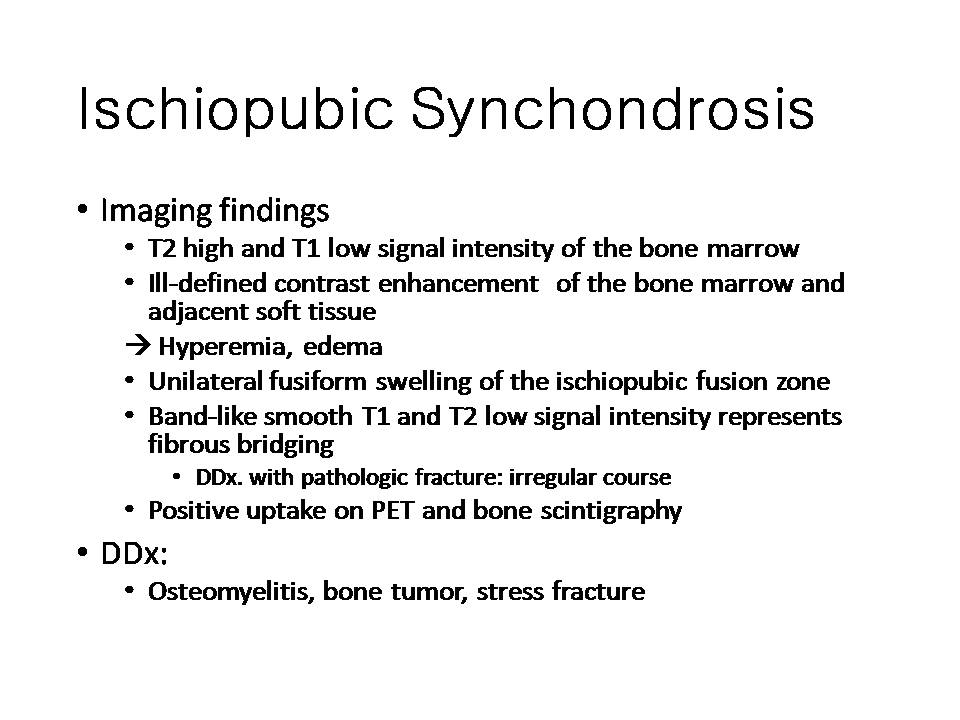 Ischiopubic Synchondrosis
• Imaging findings
• T2 high and T1 low signal intensity of the bone marrow
• Ill-defined contrast enhancement  of the bone marrow and
adjacent soft tissue
→ Hyperemia, edema
• Unilateral fusiform swelling of the ischiopubic fusion zone
• Band-like smooth T1 and T2 low signal intensity represents
fibrous bridging
• DDx. with pathologic fracture: irregular course
• Positive uptake on PET and bone scintigraphy
• DDx:
• Osteomyelitis, bone tumor, stress fracture